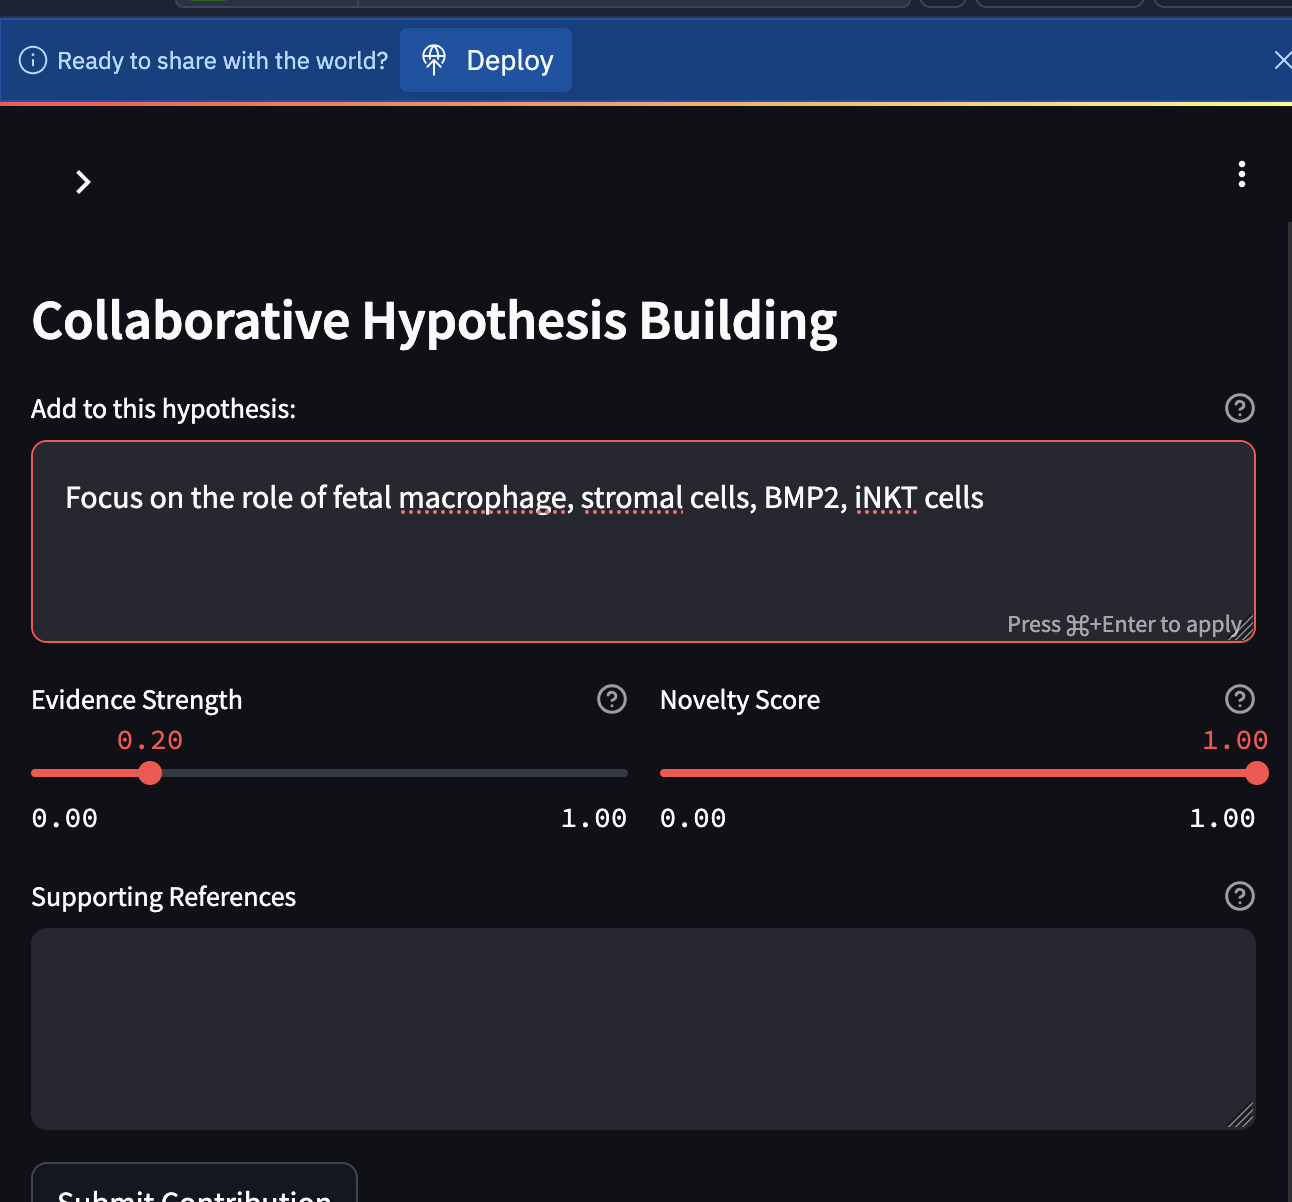 Ready to share with the world? Deploy
Collaborative Hypothesis Building
Add to this hypothesis:
Focus on the role of fetal macrophage, stromal cells, BMP2, iNKT cells
Press ⌘+Enter to apply
Evidence Strength
0.20
0.00 1.00
Novelty Score
1.00
0.00 1.00
Supporting References
Submit Contribution